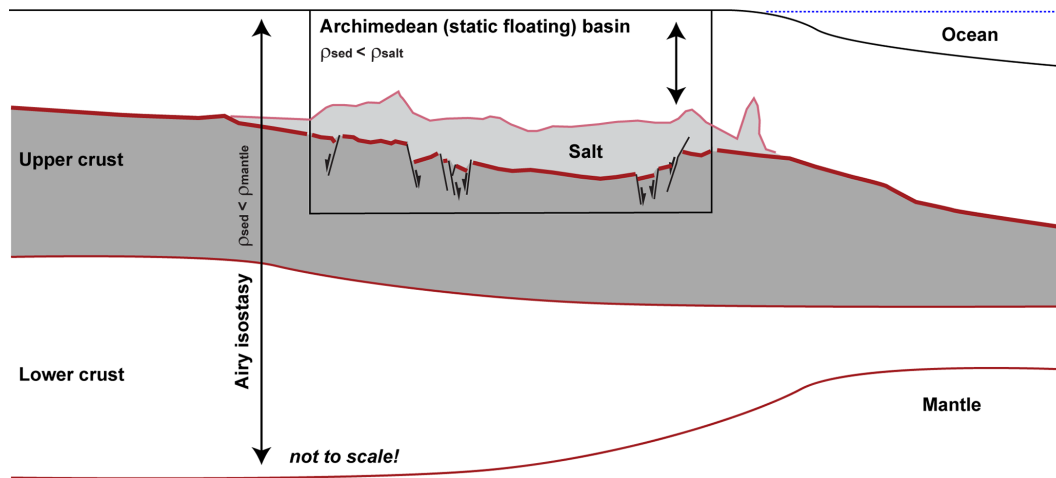 Archimedean (static floating) basin
ρsed < ρsalt
Ocean
Upper crust
Salt
ρsed < ρmantle
Airy isostasy
Lower crust
Mantle
not to scale!